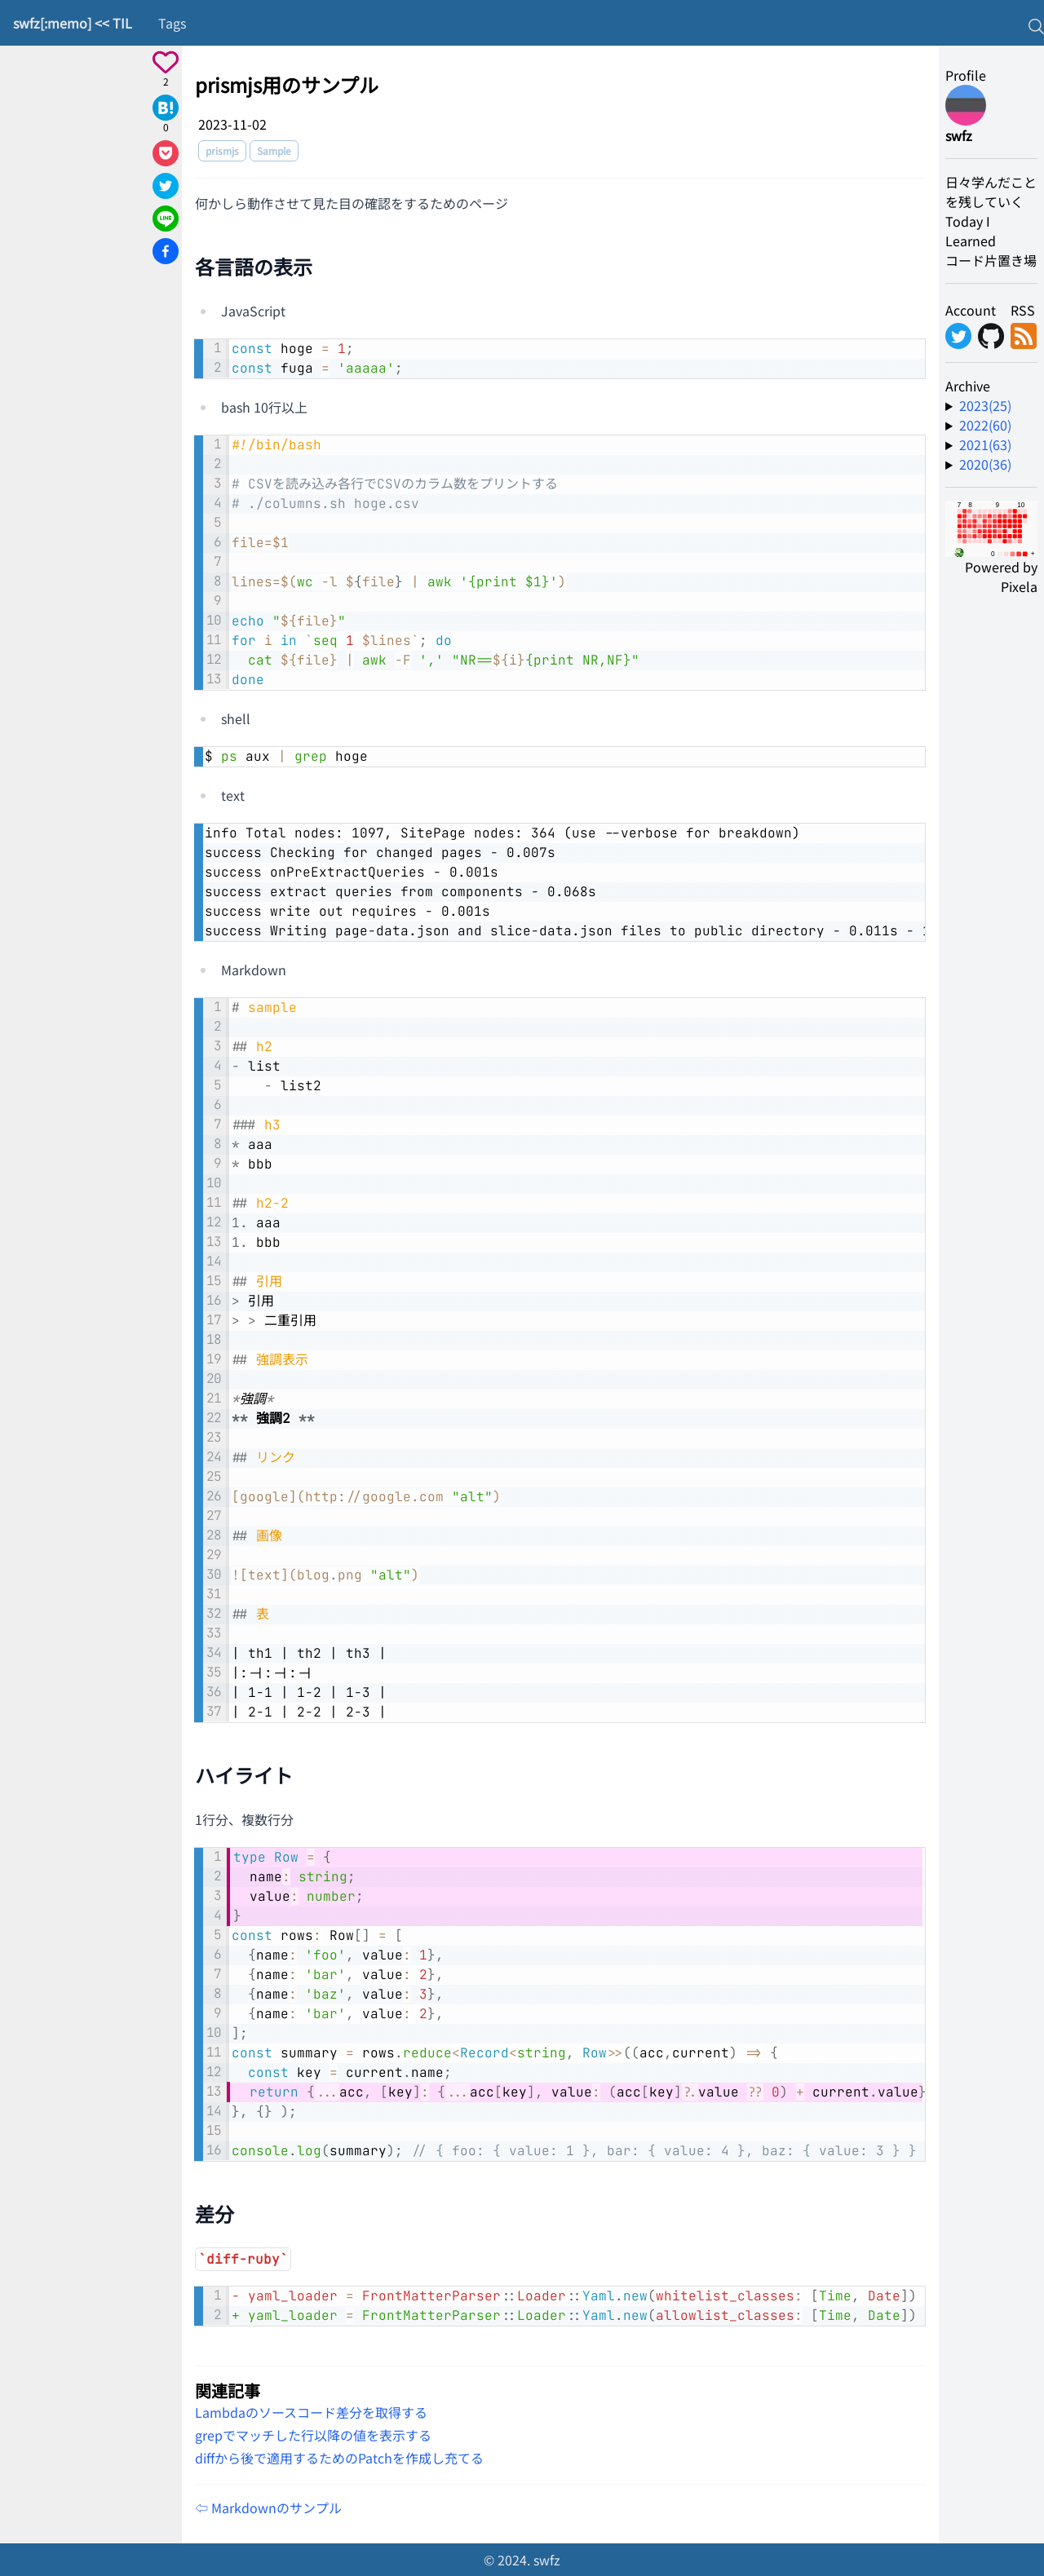 swfz[:memo] << TIL Tags
2
0
prismjs用のサンプル
2023-11-02
prismjs Sample
何かしら動作させて見た目の確認をするためのページ
各言語の表示
JavaScript
1 const hoge = 1;
2 const fuga = 'aaaaa';
bash 10行以上
1 #!/bin/bash
2
3 # CSVを読み込み各行でCSVのカラム数をプリントする
4 # ./columns.sh hoge.csv
5
6 file=$1
7
8 lines=$(wc -l ${file} | awk '{print $1}')
9
10 echo "${file}"
11 for i in `seq 1 $lines`; do
12   cat ${file} | awk -F ',' "NR==${i}{print NR,NF}"
13 done
shell
$ ps aux | grep hoge
text
info Total nodes: 1097, SitePage nodes: 364 (use --verbose for breakdown)
success Checking for changed pages - 0.007s
success onPreExtractQueries - 0.001s
success extract queries from components - 0.068s
success write out requires - 0.001s
success Writing page-data.json and slice-data.json files to public directory - 0.011s -
Markdown
1 # sample
2
3 ## h2
4 - list
5     - list2
6
7 ### h3
8 * aaa
9 * bbb
10
11 ## h2-2
12 1. aaa
13 1. bbb
14
15 ## 引用
16 > 引用
17 > > 二重引用
18
19 ## 強調表示
20
21 *強調*
22 ** 強調2 **
23
24 ## リンク
25
26 [google](http://google.com "alt")
27
28 ## 画像
29
30 ![text](blog.png "alt")
31
32 ## 表
33
34 | th1 | th2 | th3 |
35 |:-|:-|:-|
36 | 1-1 | 1-2 | 1-3 |
37 | 2-1 | 2-2 | 2-3 |
ハイライト
1行分、複数行分
1 type Row = {
2   name: string;
3   value: number;
4 }
5 const rows: Row[] = [
6   {name: 'foo', value: 1},
7   {name: 'bar', value: 2},
8   {name: 'baz', value: 3},
9   {name: 'bar', value: 2},
10 ];
11 const summary = rows.reduce<Record<string, Row>>((acc,current) => {
12   const key = current.name;
13   return {...acc, [key]: {...acc[key], value: (acc[key]?.value ?? 0) + current.value}
14 }, {} );
15
16 console.log(summary); // { foo: { value: 1 }, bar: { value: 4 }, baz: { value: 3 } }
差分
`diff-ruby`
1 - yaml_loader = FrontMatterParser::Loader::Yaml.new(whitelist_classes: [Time, Date])
2 + yaml_loader = FrontMatterParser::Loader::Yaml.new(allowlist_classes: [Time, Date])
関連記事
Lambdaのソースコード差分を取得する
grepでマッチした行以降の値を表示する
diffから後で適用するためのPatchを作成し充てる
⇦ Markdownのサンプル
Profile
swfz
日々学んだこと
を残していく
Today I
Learned
コード片置き場
Account RSS
Archive
▶ 2023(25)
▶ 2022(60)
▶ 2021(63)
▶ 2020(36)
7 8 9 10
0 +
Powered by
Pixela
© 2024. swfz